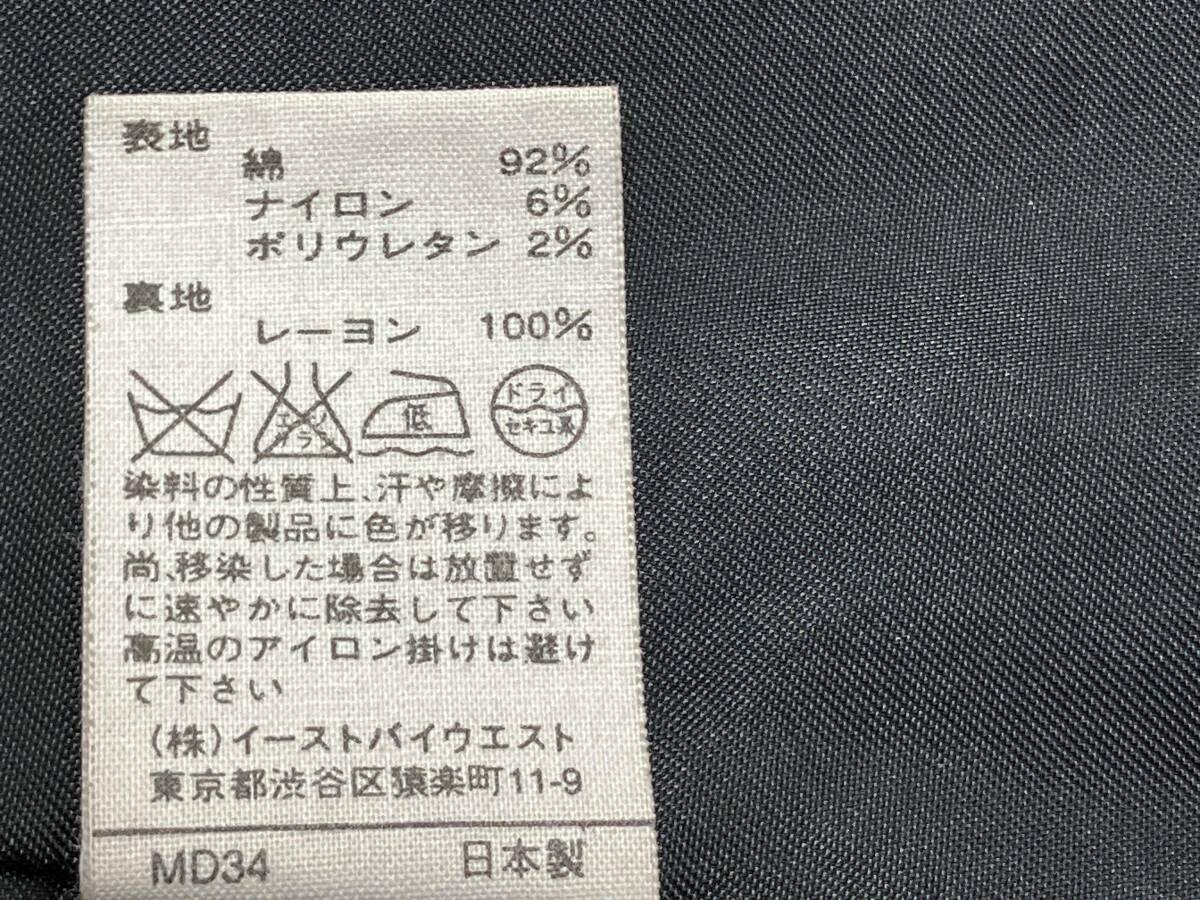 表地
綿 92%
ナイロン 6%
ポリウレタン 2%
裏地
レーヨン 100%
エンソ
サラシ
低
ドライ
セキユ系
染料の性質上、汗や摩擦によ
り他の製品に色が移ります。
尚、移染した場合は放置せず
に速やかに除去して下さい
高温のアイロン掛けは避け
て下さい
(株)イーストバイウエスト
東京都渋谷区猿楽町11-9
MD34 日本製